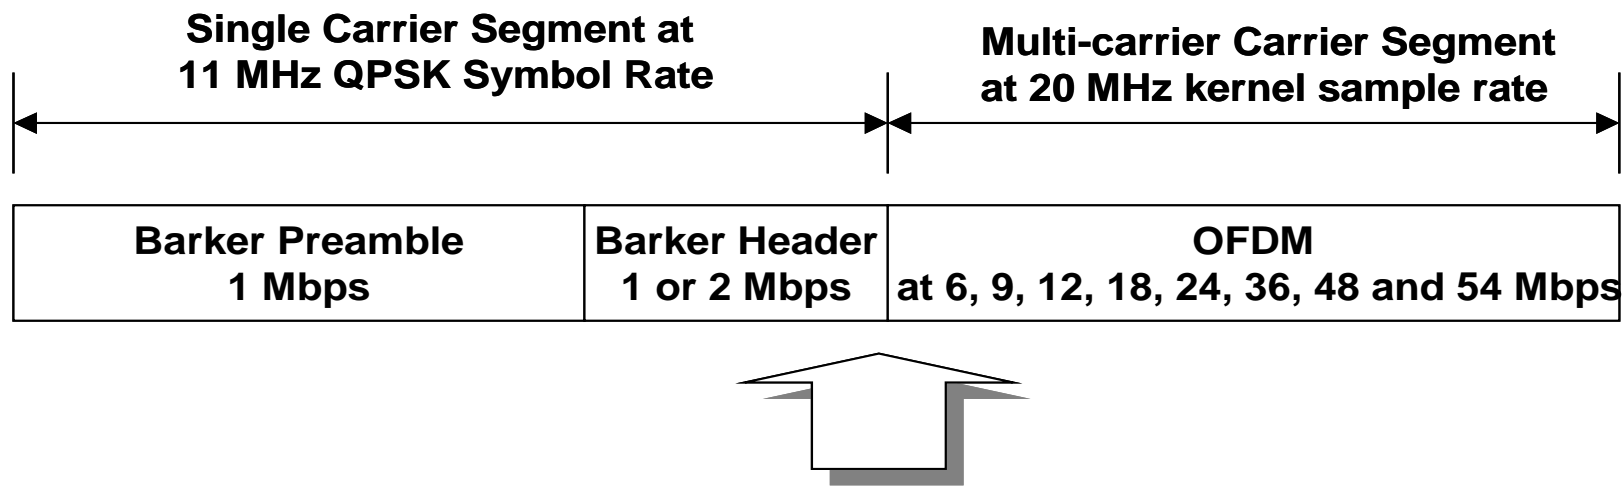 Single Carrier Segment at
11 MHz QPSK Symbol Rate
Multi-carrier Carrier Segment
at 20 MHz kernel sample rate
Barker Preamble
1 Mbps
Barker Header
1 or 2 Mbps
OFDM
at 6, 9, 12, 18, 24, 36, 48 and 54 Mbps